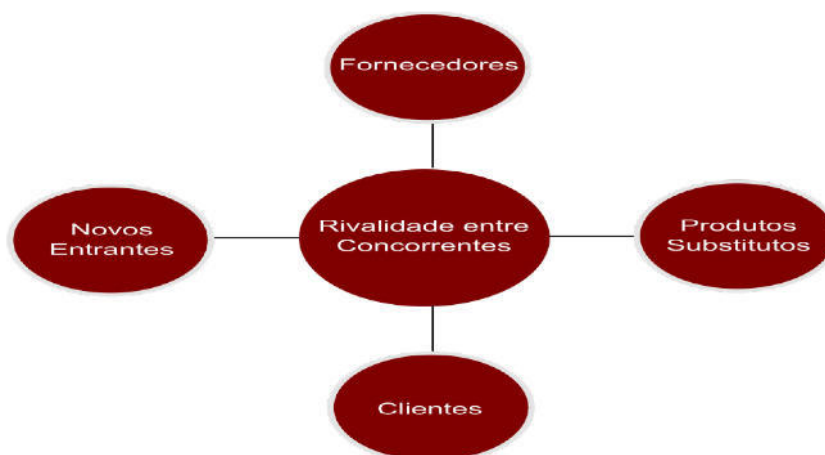 Fornecedores
Novos
Entrantes
Rivalidade entre
Concorrentes
Produtos
Substitutos
Clientes